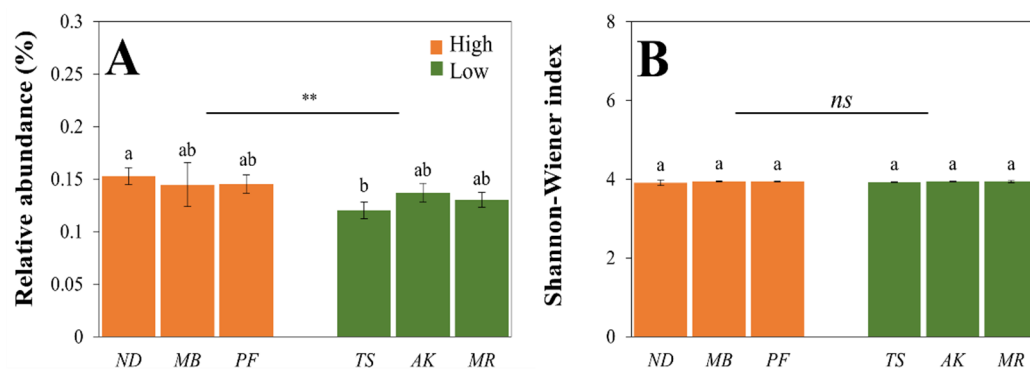 Relative abundance (%)
0.3
0.25
0.2
0.15
0.1
0.05
0
A
High
Low
**
a
ab
ab
b
ab
ab
ND
MB
PF
TS
AK
MR
Shannon-Wiener index
8
6
4
2
0
B
ns
a
a
a
a
a
a
ND
MB
PF
TS
AK
MR